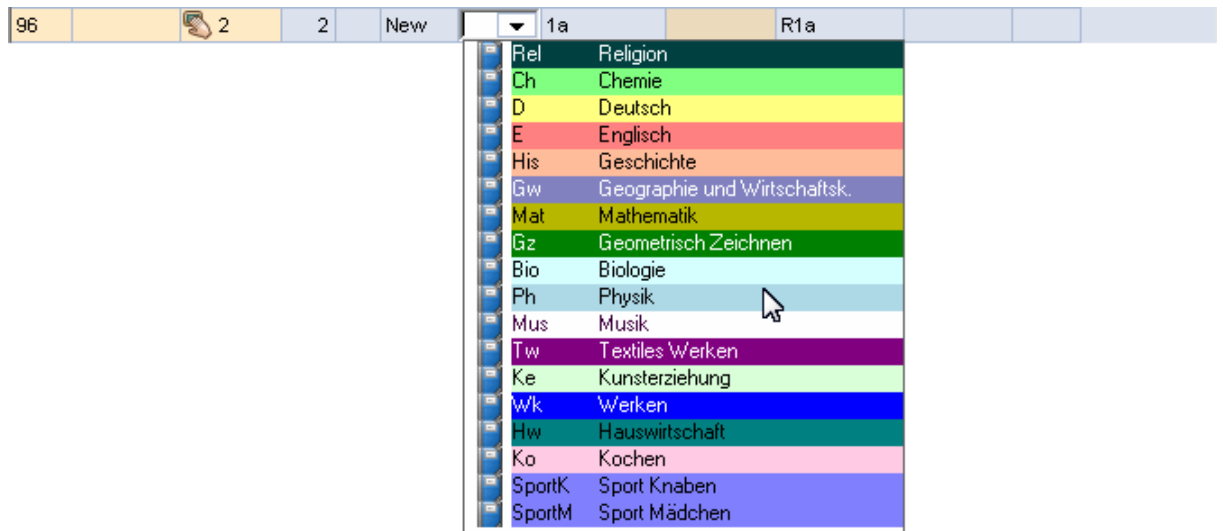 96 2 2 New 1a R1a
Rel Religion
Ch Chemie
D Deutsch
E Englisch
His Geschichte
Gw Geographie und Wirtschaftsk.
Mat Mathematik
Gz Geometrisch Zeichnen
Bio Biologie
Ph Physik
Mus Musik
Tw Textiles Werken
Ke Kunsterziehung
Wk Werken
Hw Hauswirtschaft
Ko Kochen
SportK Sport Knaben
SportM Sport Mädchen